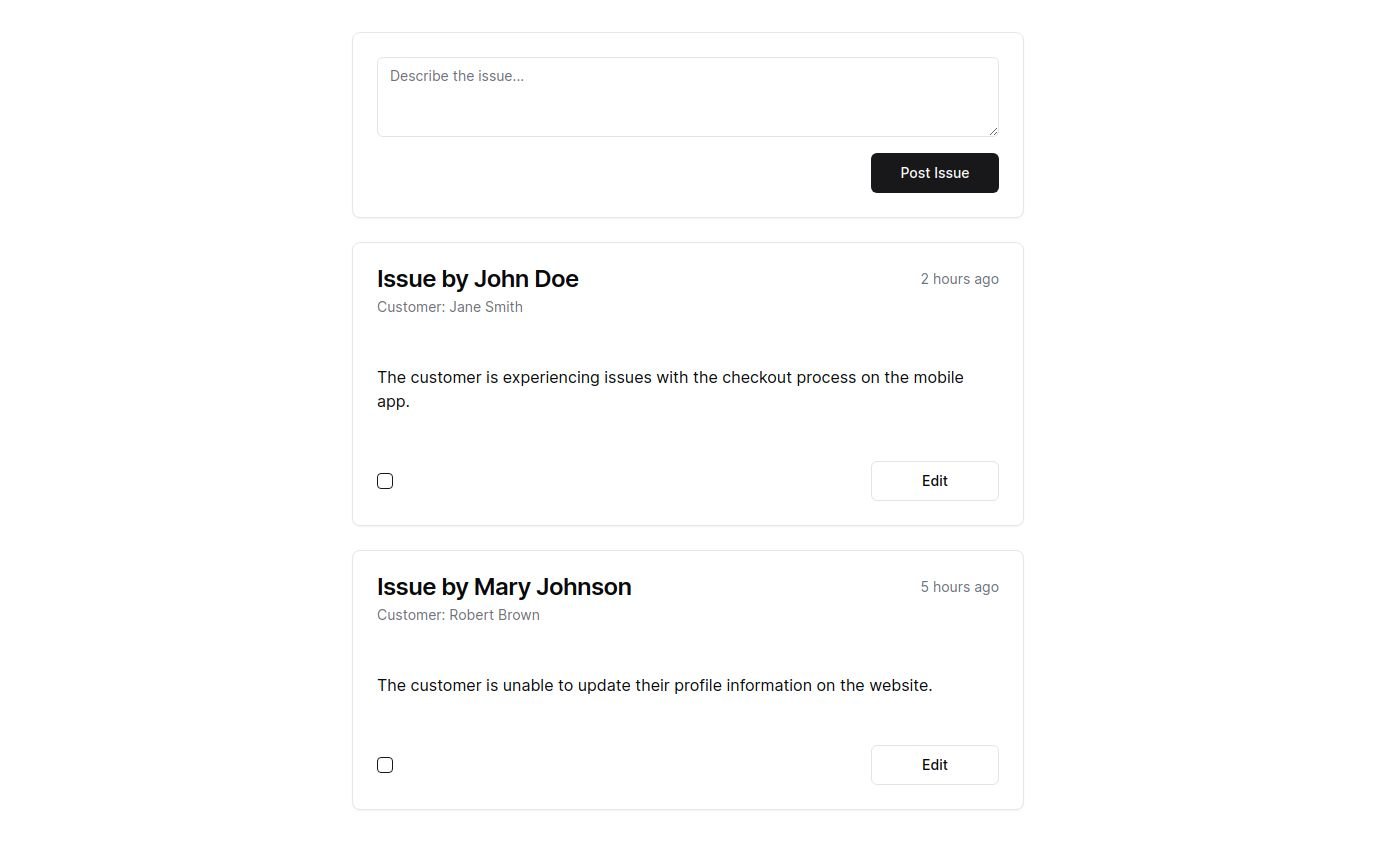 Describe the issue...
Post Issue
Issue by John Doe
2 hours ago
Customer: Jane Smith
The customer is experiencing issues with the checkout process on the mobile
app.
Edit
Issue by Mary Johnson
5 hours ago
Customer: Robert Brown
The customer is unable to update their profile information on the website.
Edit